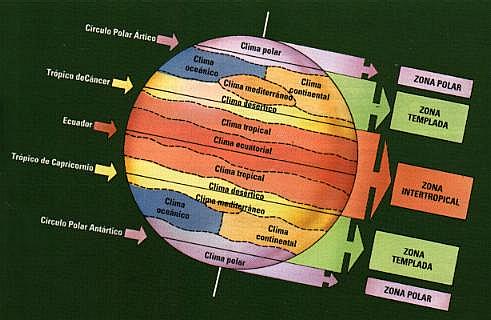 Círculo Polar Ártico
Trópico deCáncer
Ecuador
Trópico de Capricornio
Círculo Polar Antártico
Clima polar
Clima
oceánico
Clima
continental
Clima mediterráneo
Clima desértico
Clima tropical
Clima ecuatorial
Clima tropical
Clima desértico
Clima mediterráneo
Clima
oceánico
Clima
continental
Clima polar
ZONA POLAR
ZONA
TEMPLADA
ZONA
INTERTROPICAL
ZONA
TEMPLADA
ZONA POLAR